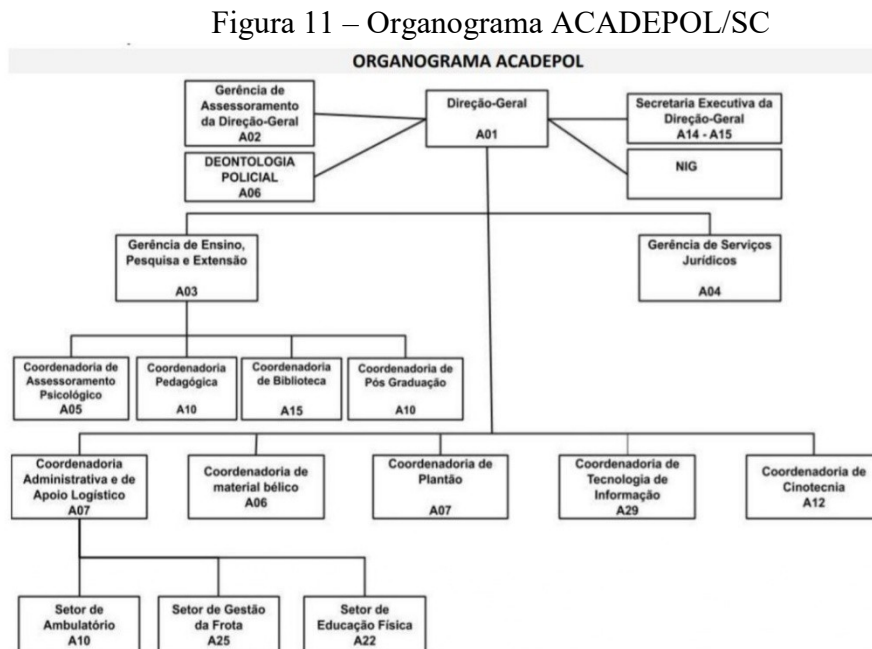 Figura 11 – Organograma ACADEPOL/SC
ORGANOGRAMA ACADEPOL
Gerência de
Assessoramento
da Direção-Geral
A02
Direção-Geral
A01
Secretaria Executiva da
Direção-Geral
A14 - A15
DEONTOLOGIA
POLICIAL
A06
NIG
Gerência de Ensino,
Pesquisa e Extensão
A03
Gerência de Serviços
Jurídicos
A04
Coordenadoria de
Assessoramento
Psicológico
A05
Coordenadoria
Pedagógica
A10
Coordenadoria
de Biblioteca
A15
Coordenadoria de
Pós Graduação
A10
Coordenadoria
Administrativa e de
Apoio Logístico
A07
Coordenadoria de
material bélico
A06
Coordenadoria de
Plantão
A07
Coordenadoria de
Tecnologia de
Informação
A29
Coordenadoria de
Cinotecnia
A12
Setor de
Ambulatório
A10
Setor de Gestão
da Frota
A25
Setor de
Educação Física
A22